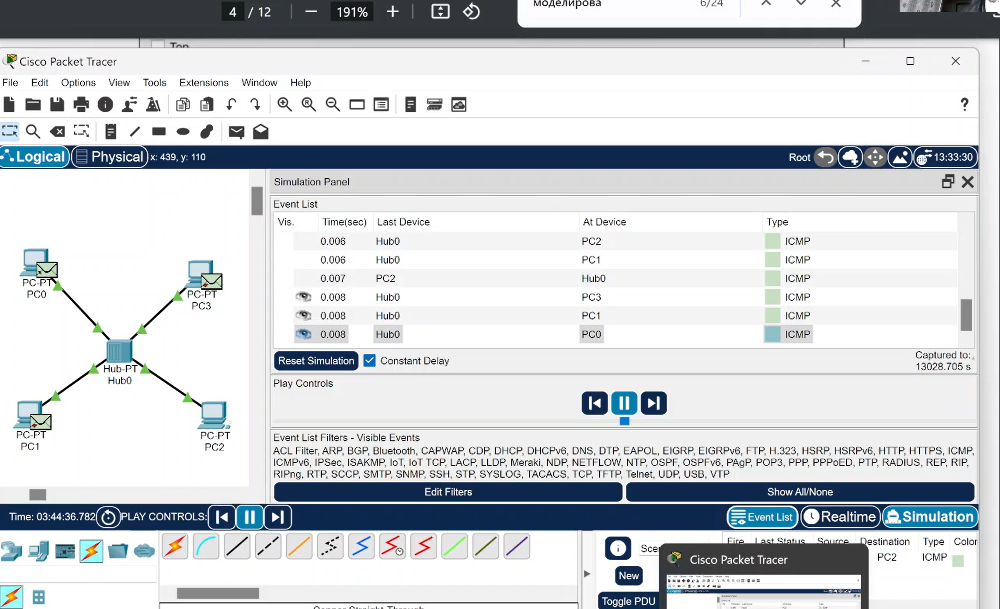 моделирова
6/24
4 / 12
191%
Top
Cisco Packet Tracer
File Edit Options View Tools Extensions Window Help
?
Logical Physical x: 439, y: 110 Root 13:33:30
Simulation Panel
Event List
Vis. Time(sec) Last Device At Device Type
0.006 Hub0 PC2 ICMP
0.006 Hub0 PC1 ICMP
0.007 PC2 Hub0 ICMP
0.008 Hub0 PC3 ICMP
0.008 Hub0 PC1 ICMP
0.008 Hub0 PC0 ICMP
Reset Simulation Constant Delay
Captured to:
13028.705 s
Play Controls
Event List Filters - Visible Events
ACL Filter, ARP, BGP, Bluetooth, CAPWAP, CDP, DHCP, DHCPv6, DNS, DTP, EAPOL, EIGRP, EIGRPv6, FTP, H.323, HSRP, HSRPv6, HTTP, HTTPS, ICMP,
ICMPv6, IPSec, ISAKMP, IoT, IoT TCP, LACP, LLDP, Meraki, NDP, NETFLOW, NTP, OSPF, OSPFv6, PAgP, POP3, PPP, PPPoED, PTP, RADIUS, REP, RIP,
RIPng, RTP, SCCP, SMTP, SNMP, SSH, STP, SYSLOG, TACACS, TCP, TFTP, Telnet, UDP, USB, VTP
Edit Filters Show All/None
PC-PT
PC0
PC-PT
PC3
Hub-PT
Hub0
PC-PT
PC1
PC-PT
PC2
Time: 03:44:36.782 PLAY CONTROLS: Event List Realtime Simulation
Fire Last Status Source Destination Type Color
PC2 ICMP
New
Toggle PDU
Cisco Packet Tracer
Copper Straight-Through